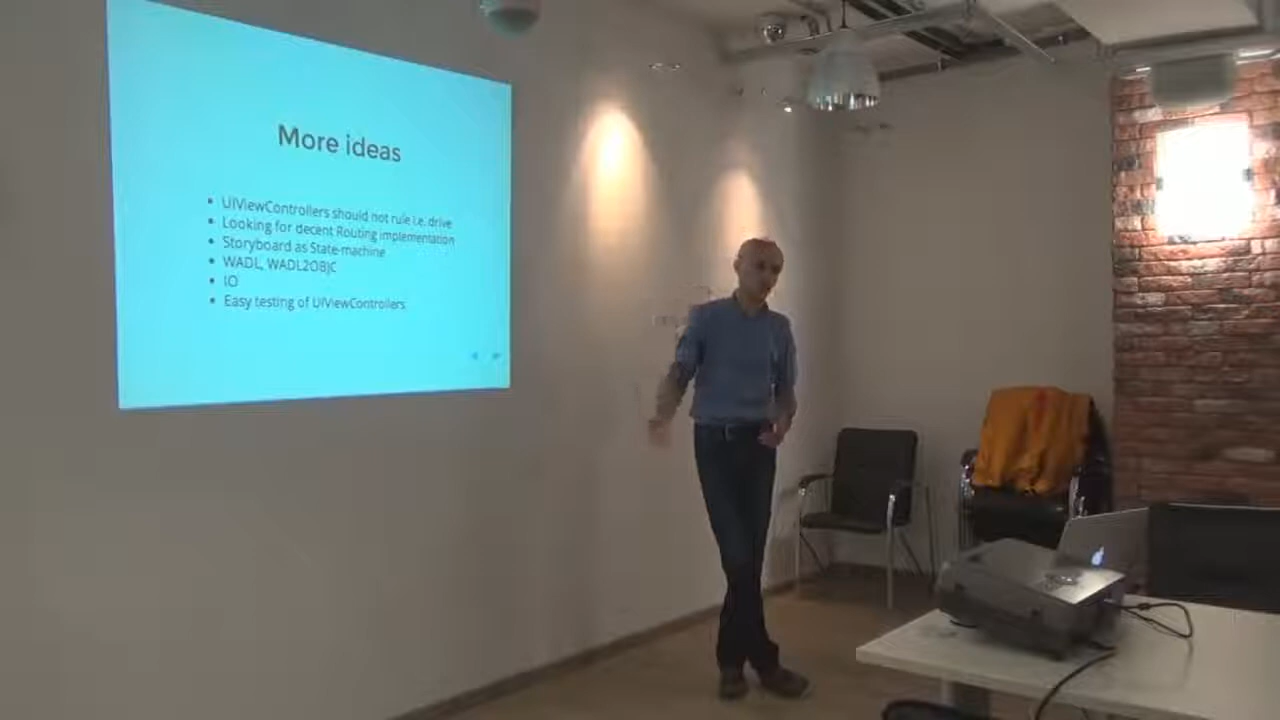 More ideas
• UIViewControllers should not rule i.e. drive
• Looking for decent Routing implementation
• Storyboard as State-machine
• WADL, WADL2OBJC
• IO
• Easy testing of UIViewControllers